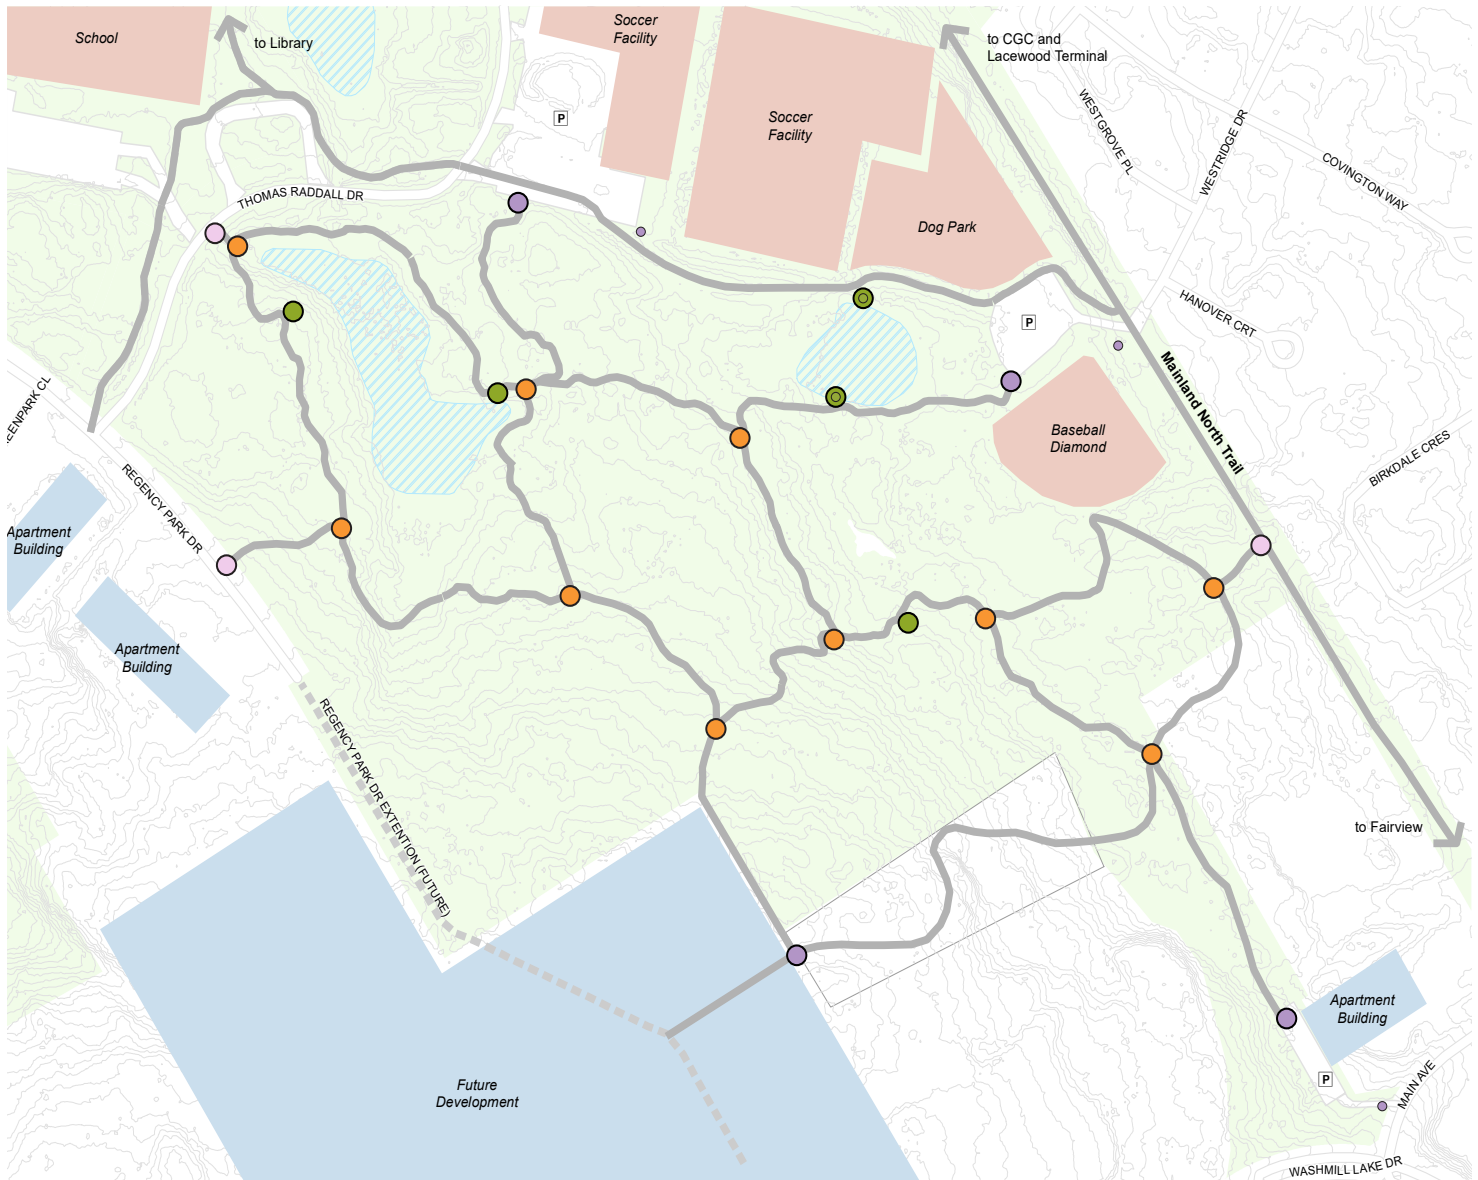 School
to Library
Soccer
Facility
to CGC and
Lacewood Terminal
P
Soccer
Facility
WESTGROVE PL
WESTRIDGE DR
COVINGTON WAY
THOMAS RADDALL DR
Dog Park
HANOVER CRT
P
Mainland North Trail
EENPARK CL
Baseball
Diamond
BIRKDALE CRES
REGENCY PARK DR
Apartment
Building
Apartment
Building
REGENCY PARK DR EXTENTION (FUTURE)
to Fairview
Apartment
Building
P
MAIN AVE
Future
Development
WASHMILL LAKE DR